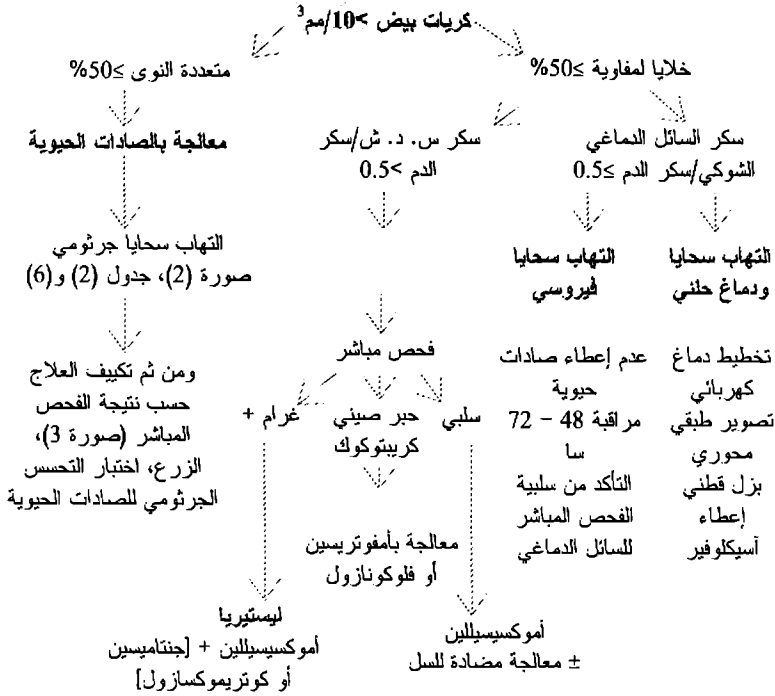 كريات بيض >10/مم3
خلايا لمفاوية ≥50%
متعددة النوى ≥50%
سكر السائل الدماغي
الشوكي/سكر الدم ≥0.5
سكر س. د. ش/سكر
الدم >0.5
معالجة بالصادات الحيوية
التهاب سحايا
ودماغ حلئي
التهاب سحايا
فيروسي
التهاب سحايا جرثومي
صورة (2)، جدول (2) و(6)
تخطيط دماغ
كهربائي
تصوير طبقي
محوري
بزل قطني
إعطاء
آسيكلوفير
عدم إعطاء صادات
حيوية
مراقبة 48 – 72
سا
التأكد من سلبية
الفحص المباشر
للسائل الدماغي
فحص مباشر
سلبي
حبر صيني
كريبتوكوك
غرام +
ومن ثم تكييف العلاج
حسب نتيجة الفحص
المباشر (صورة 3)،
الزرع، اختبار التحسس
الجرثومي للصادات الحيوية
معالجة بأمفوتريسين
أو فلوكونازول
أموكسيسيللين
± معالجة مضادة للسل
ليستيريا
أموكسيسيللين + [جنتاميسين
أو كوتريموكسازول]